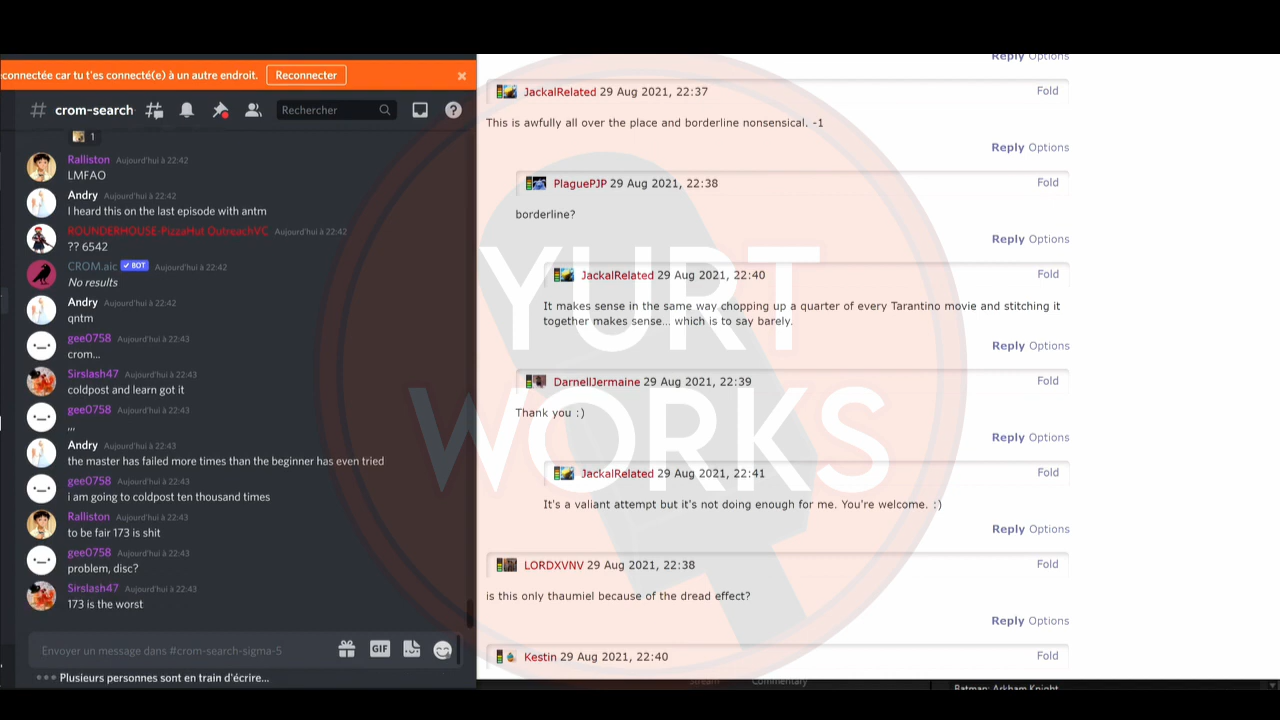 connectée car tu t'es connecté(e) à un autre endroit. Reconnecter
crom-search
Rechercher
1
Ralliston Aujourd'hui à 22:42
LMFAO
Andry Aujourd'hui à 22:42
I heard this on the last episode with antm
ROUNDERHOUSE-PizzaHut OutreachVC Aujourd'hui à 22:42
?? 6542
CROM.aic BOT Aujourd'hui à 22:42
No results
Andry Aujourd'hui à 22:42
qntm
gee0758 Aujourd'hui à 22:43
crom...
Sirslash47 Aujourd'hui à 22:43
coldpost and learn got it
gee0758 Aujourd'hui à 22:43
,,,
Andry Aujourd'hui à 22:43
the master has failed more times than the beginner has even tried
gee0758 Aujourd'hui à 22:43
i am going to coldpost ten thousand times
Ralliston Aujourd'hui à 22:43
to be fair 173 is shit
gee0758 Aujourd'hui à 22:43
problem, disc?
Sirslash47 Aujourd'hui à 22:43
173 is the worst
Envoyer un message dans #crom-search-sigma-5
GIF
Plusieurs personnes sont en train d'écrire...
Reply Options
JackalRelated 29 Aug 2021, 22:37 Fold
This is awfully all over the place and borderline nonsensical. -1
Reply Options
PlaguePJP 29 Aug 2021, 22:38 Fold
borderline?
Reply Options
JackalRelated 29 Aug 2021, 22:40 Fold
It makes sense in the same way chopping up a quarter of every Tarantino movie and stitching it
together makes sense... which is to say barely.
Reply Options
DarnellJermaine 29 Aug 2021, 22:39 Fold
Thank you :)
Reply Options
JackalRelated 29 Aug 2021, 22:41 Fold
It's a valiant attempt but it's not doing enough for me. You're welcome. :)
Reply Options
LORDXVNV 29 Aug 2021, 22:38 Fold
is this only thaumiel because of the dread effect?
Reply Options
Kestin 29 Aug 2021, 22:40 Fold
YURT
WORKS
Stream Commentary
Batman: Arkham Knight